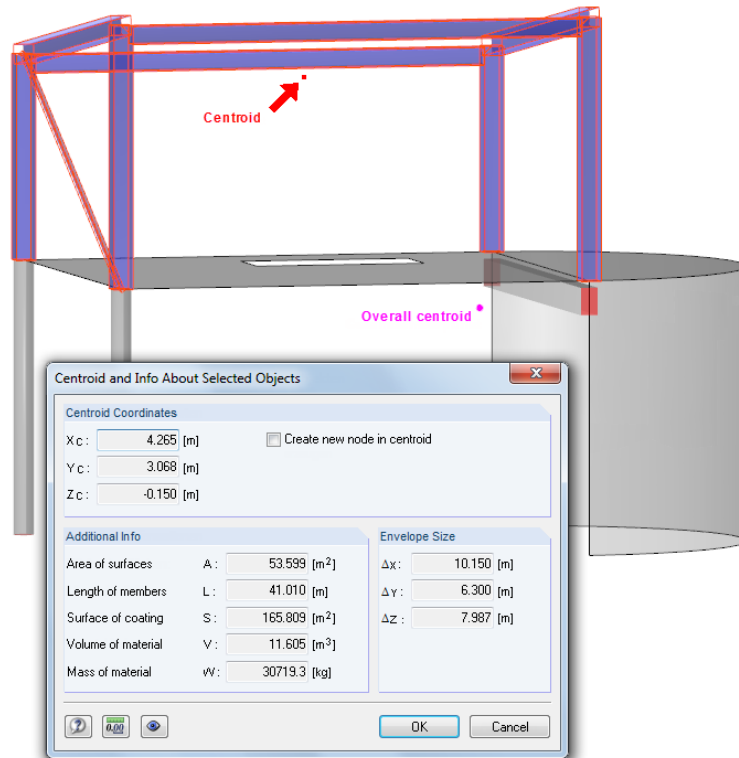 Centroid
Overall centroid
Centroid and Info About Selected Objects
Centroid Coordinates
Xc: 4.265 [m] Create new node in centroid
Yc: 3.068 [m]
Zc: -0.150 [m]
Additional Info
Area of surfaces A: 53.599 [m²]
Length of members L: 41.010 [m]
Surface of coating S: 165.809 [m²]
Volume of material V: 11.605 [m³]
Mass of material W: 30719.3 [kg]
Envelope Size
ΔX: 10.150 [m]
ΔY: 6.300 [m]
ΔZ: 7.987 [m]
0.00
OK Cancel